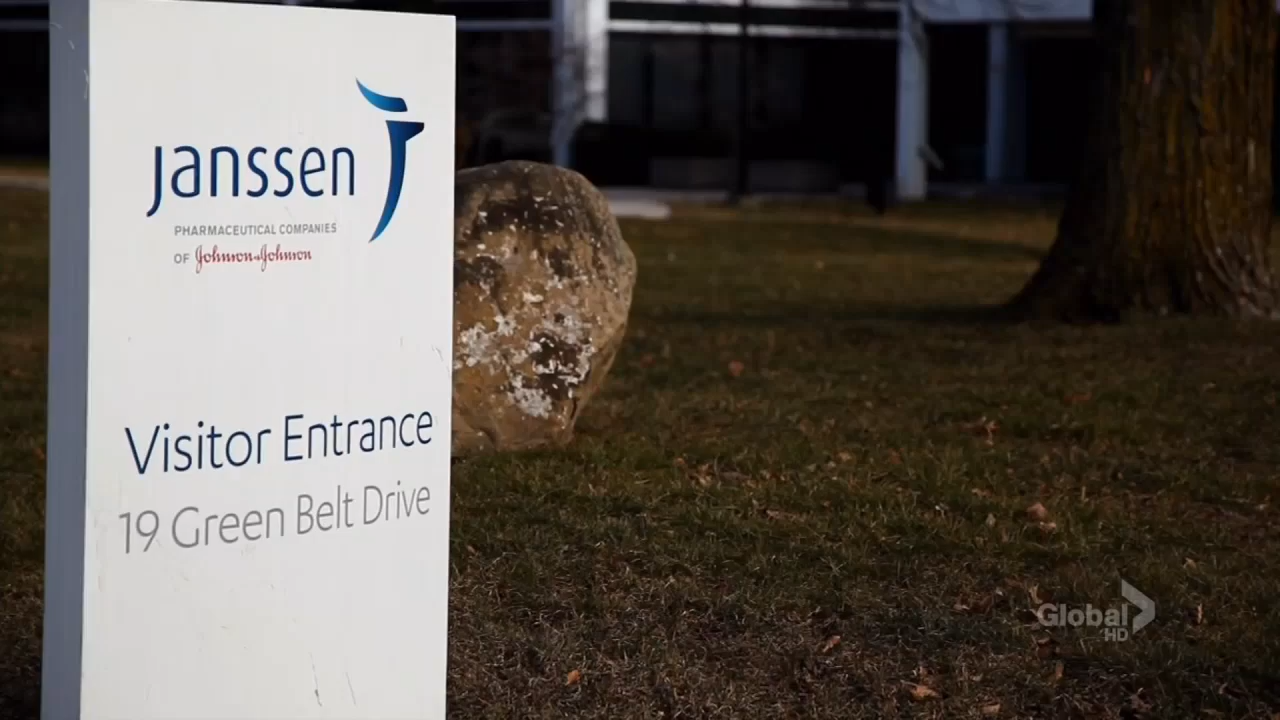 Janssen
PHARMACEUTICAL COMPANIES
OF Johnson & Johnson
Visitor Entrance
19 Green Belt Drive
Global
HD